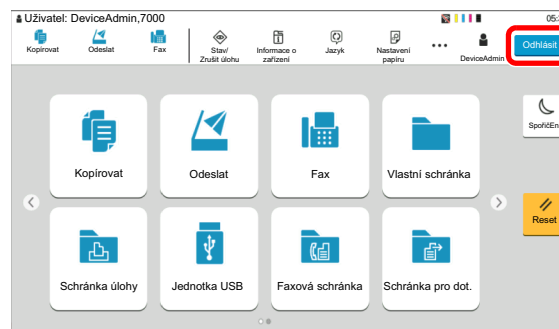 Uživatel: DeviceAdmin,7000
05:
Kopírovat
Odeslat
Fax
Stav/
Zrušit úlohu
Informace o
zařízení
Jazyk
Nastavení
papíru
DeviceAdmin
Odhlásit
Kopírovat
Odeslat
Fax
Vlastní schránka
SpořičEn
Schránka úlohy
Jednotka USB
Faxová schránka
Schránka pro dot.
Reset